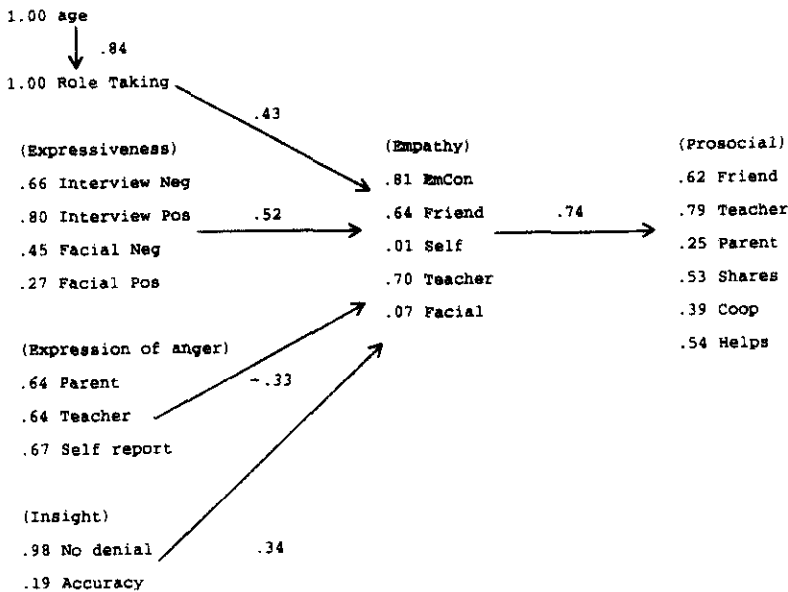 1.00 age
.84
1.00 Role Taking
.43
(Expressiveness)
.66 Interview Neg
.80 Interview Pos
.45 Facial Neg
.27 Facial Pos
.52
(Empathy)
.81 EmCon
.64 Friend
.01 Self
.70 Teacher
.07 Facial
.74
(Prosocial)
.62 Friend
.79 Teacher
.25 Parent
.53 Shares
.39 Coop
.54 Helps
(Expression of anger)
.64 Parent
.64 Teacher
.67 Self report
-.33
(Insight)
.98 No denial
.19 Accuracy
.34